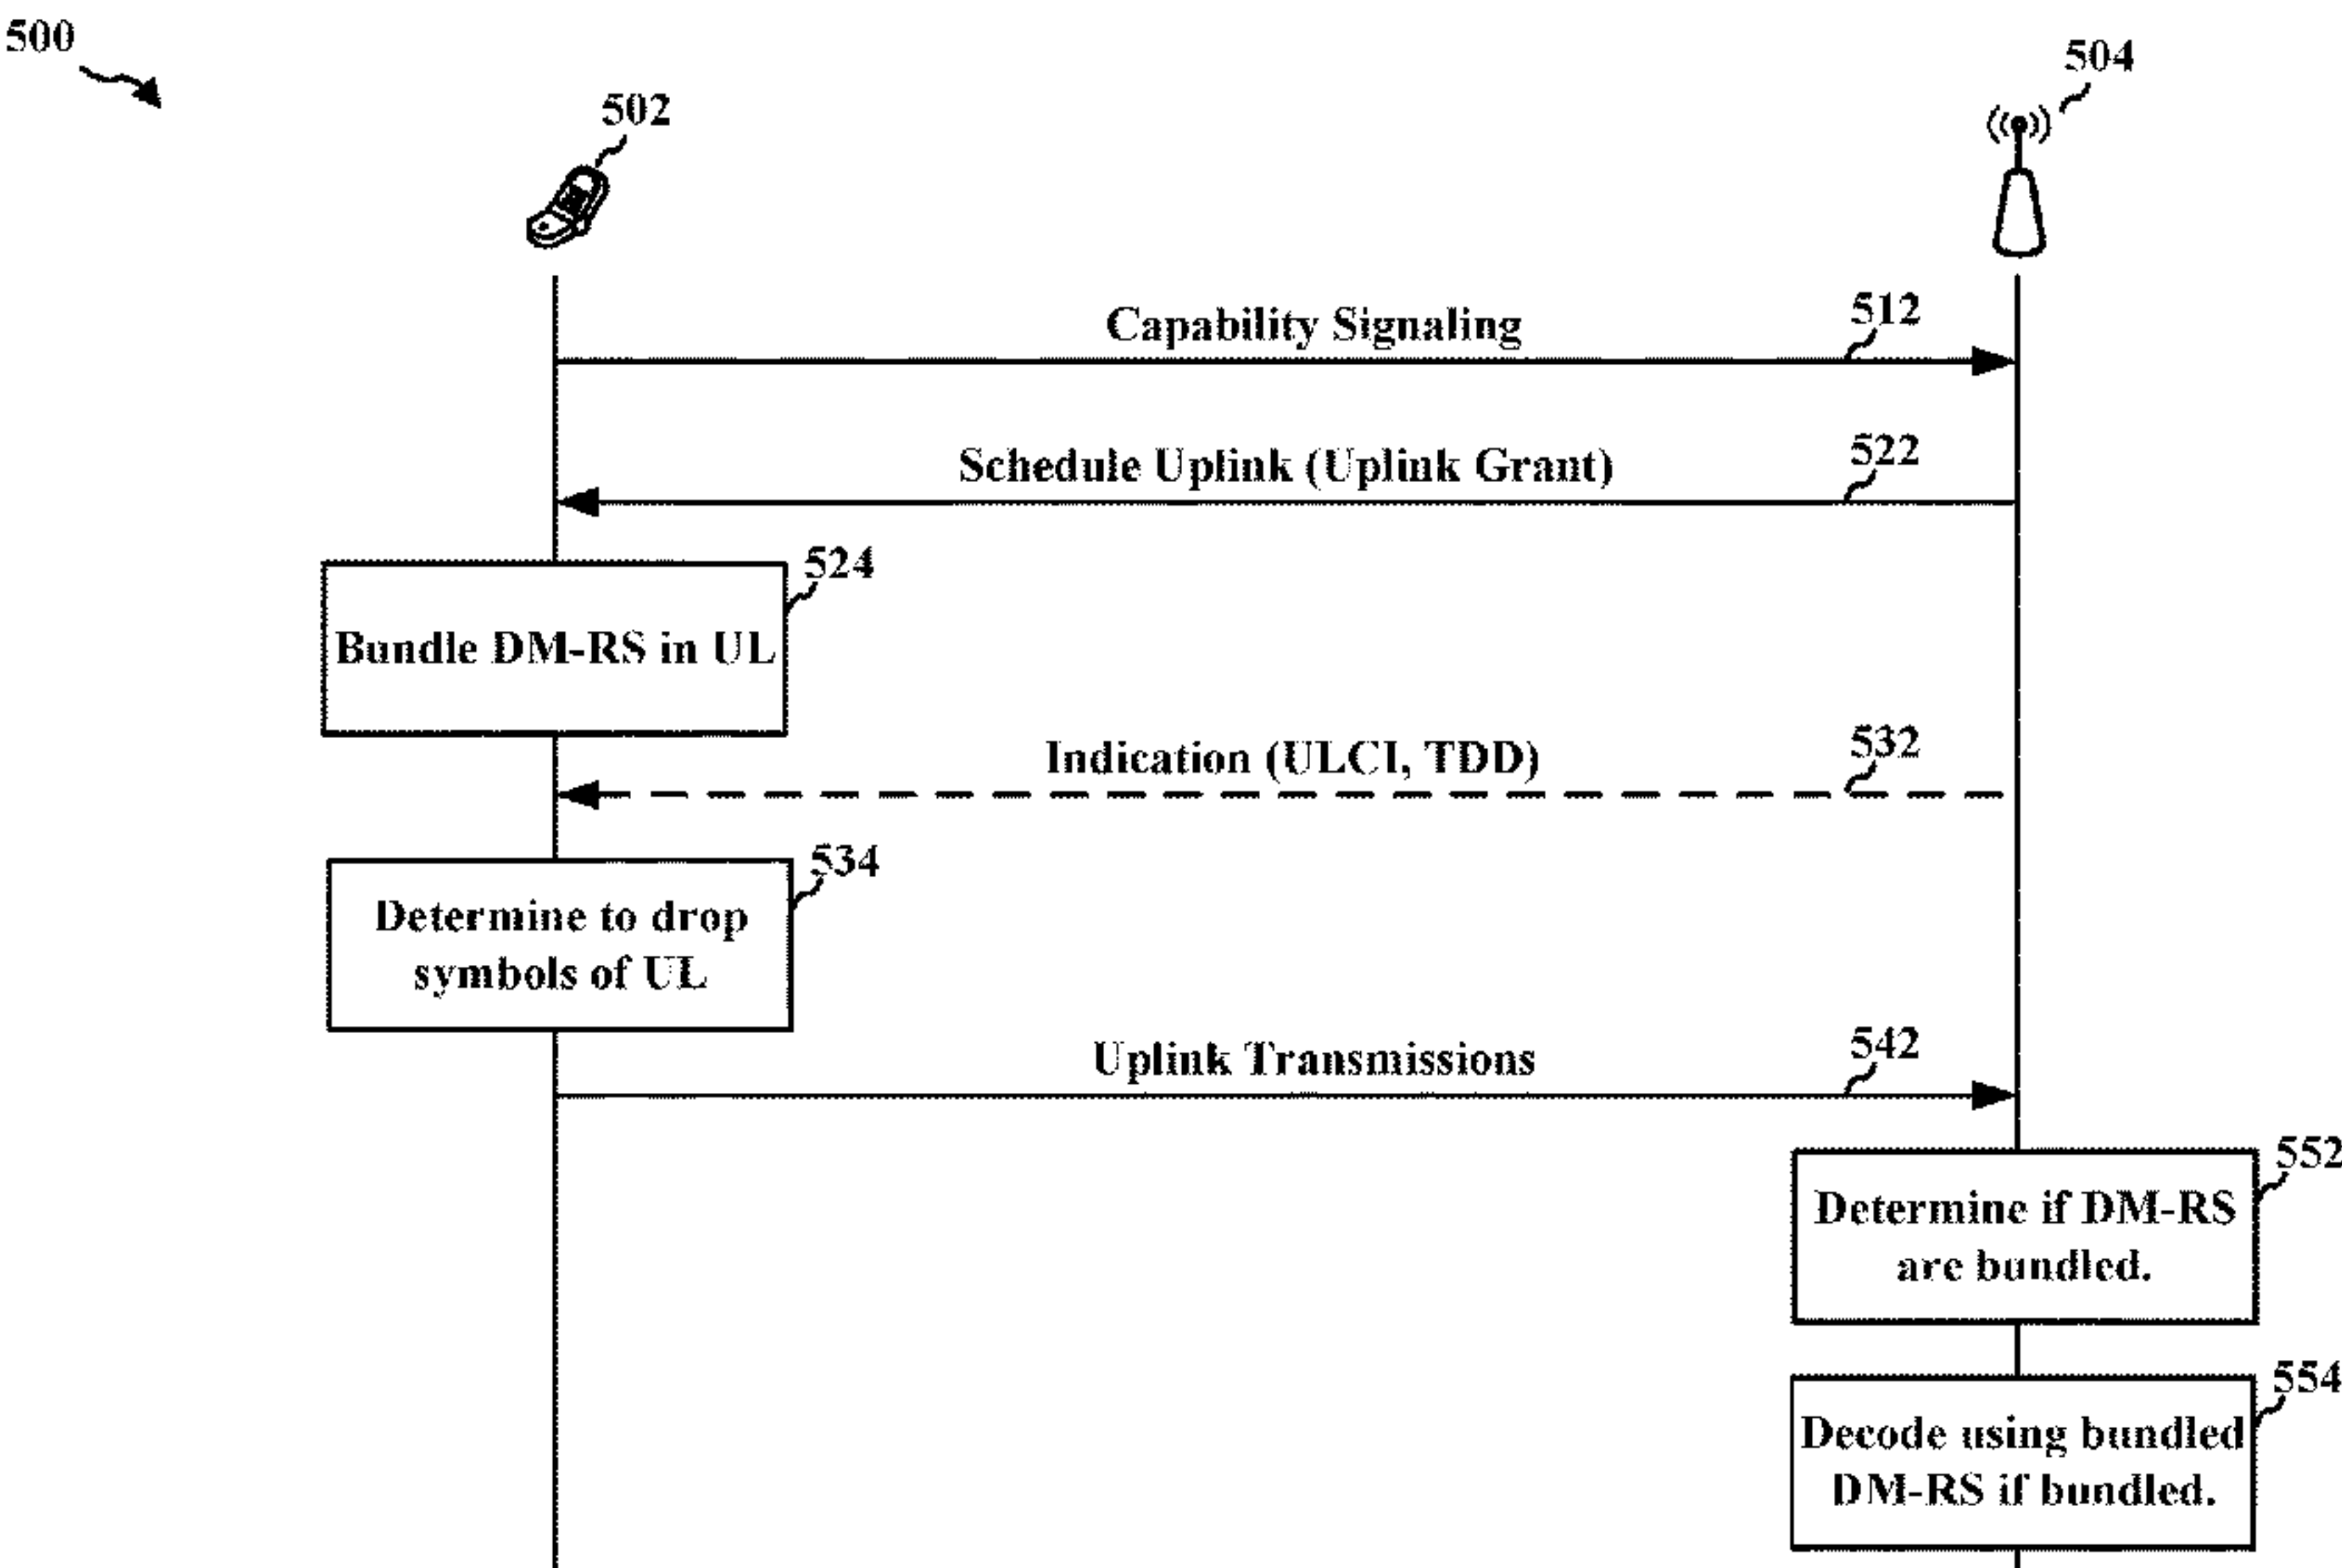 500
504
502
Capability Signaling
512
Schedule Uplink (Uplink Grant)
522
524
Bundle DM-RS in UL
Indication (ULCI, TDD)
532
534
Determine to drop
symbols of UL
Uplink Transmissions
542
552
Determine if DM-RS
are bundled.
554
Decode using bundled
DM-RS if bundled.